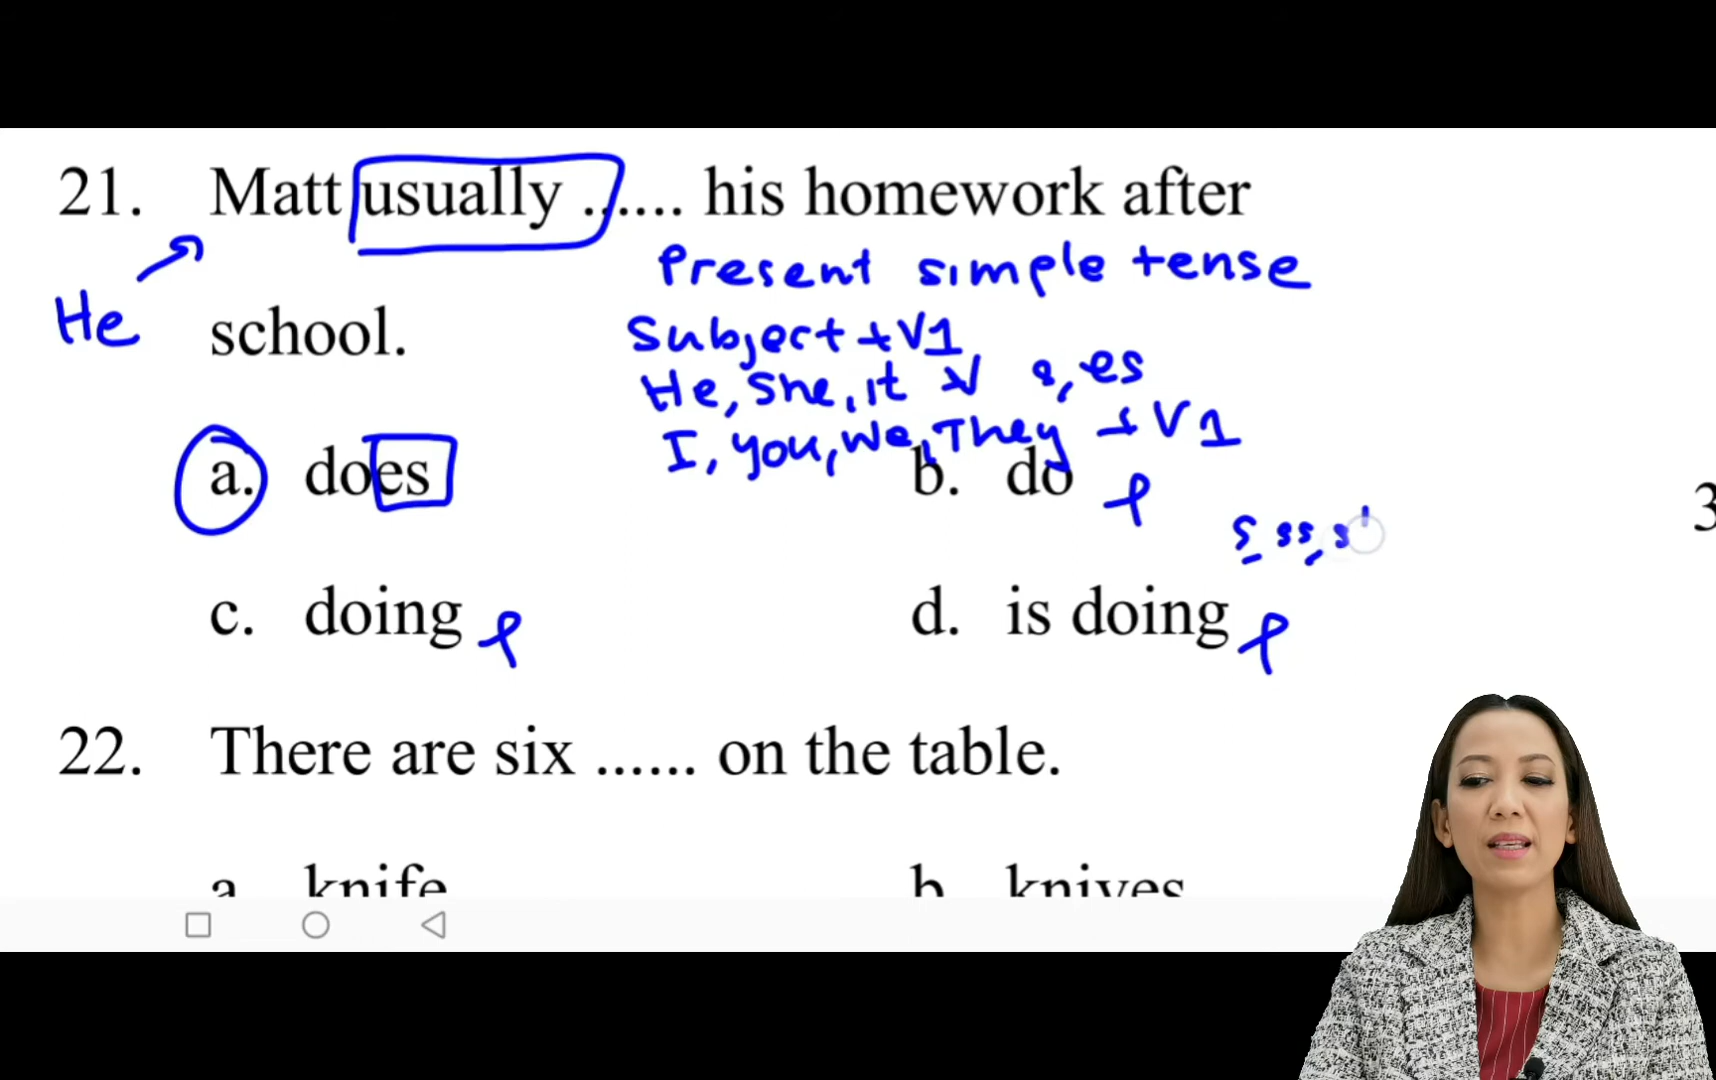 21. Matt usually ...... his homework after
Present simple tense
He school.
Subject + V1
He, She, it V s, es
I, you, We, They + V1
a. does b. do
s, ss, s
c. doing d. is doing
22. There are six ...... on the table.
a. knife b. knives
3